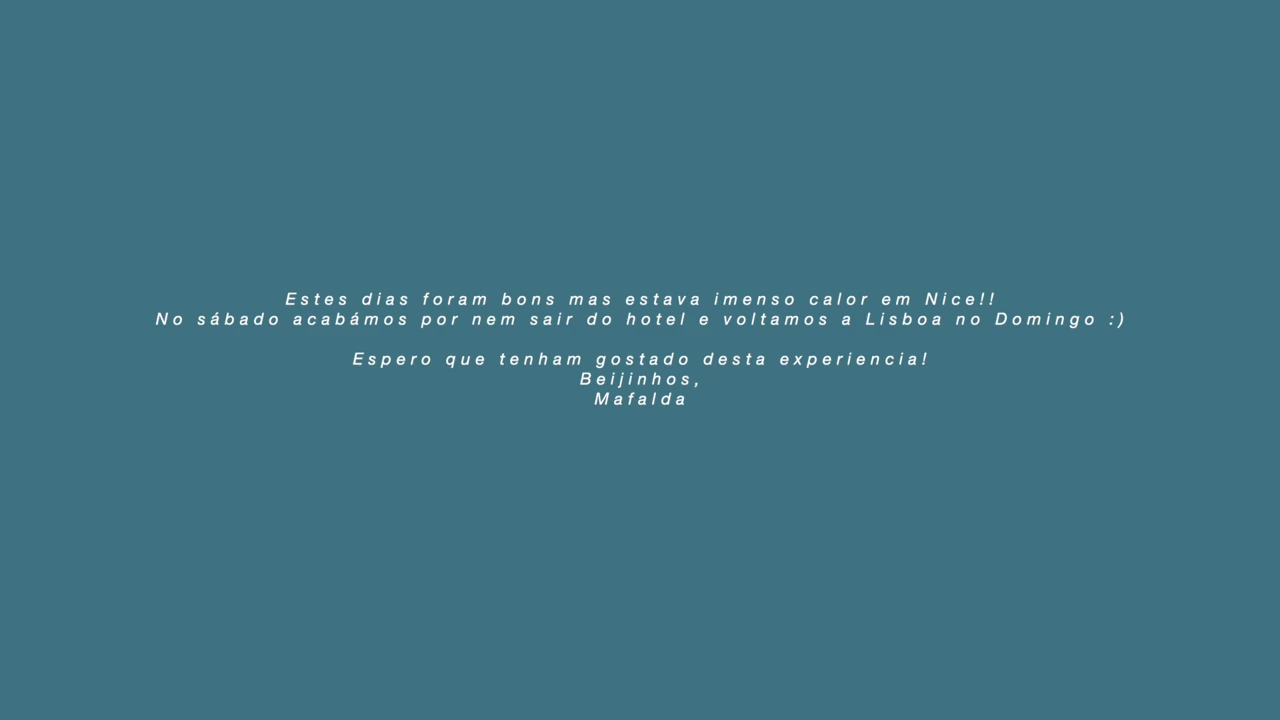 Estes dias foram bons mas estava imenso calor em Nice!!
No sábado acabámos por nem sair do hotel e voltamos a Lisboa no Domingo :)
Espero que tenham gostado desta experiencia!
Beijinhos,
Mafalda